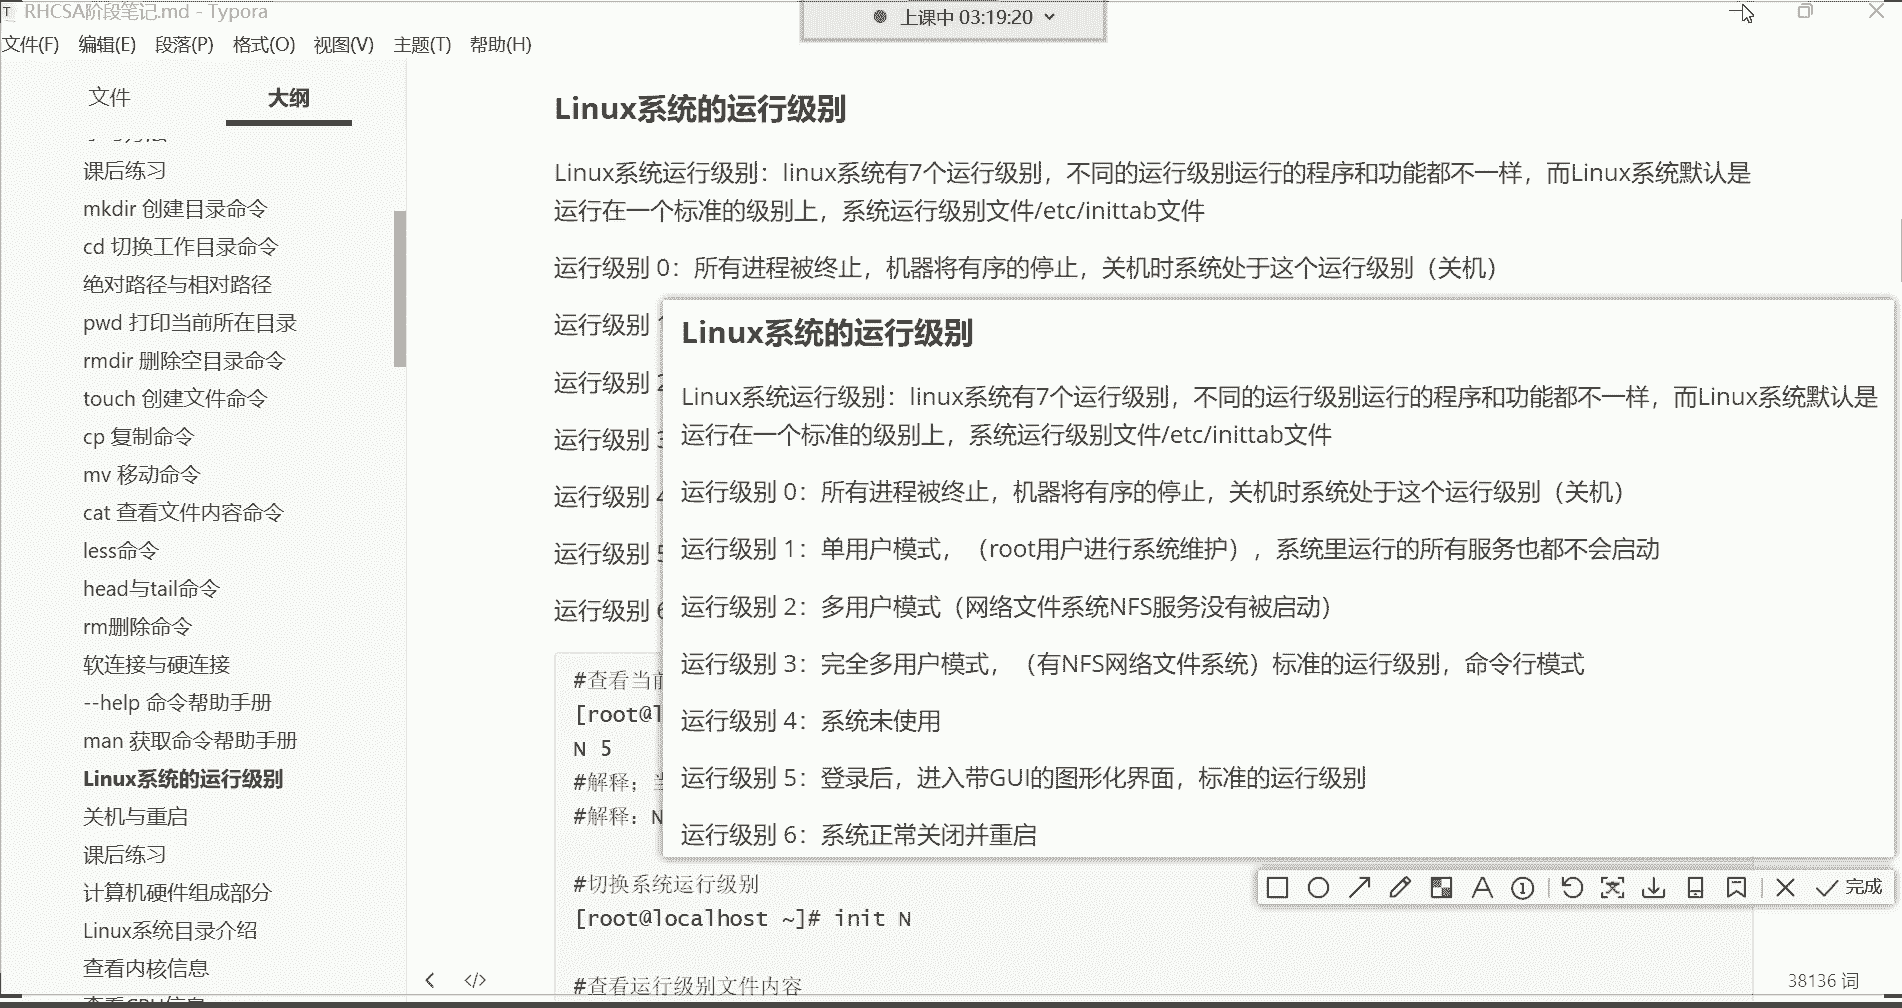 RHCSA阶段笔记.md - Typora
上课中 03:19:20
文件(F) 编辑(E) 段落(P) 格式(O) 视图(V) 主题(T) 帮助(H)
文件 大纲
课后练习
mkdir 创建目录命令
cd 切换工作目录命令
绝对路径与相对路径
pwd 打印当前所在目录
rmdir 删除空目录命令
touch 创建文件命令
cp 复制命令
mv 移动命令
cat 查看文件内容命令
less命令
head与tail命令
rm删除命令
软连接与硬连接
--help 命令帮助手册
man 获取命令帮助手册
Linux系统的运行级别
关机与重启
课后练习
计算机硬件组成部分
Linux系统目录介绍
查看内核信息
Linux系统的运行级别
Linux系统运行级别：linux系统有7个运行级别，不同的运行级别运行的程序和功能都不一样，而Linux系统默认是
运行在一个标准的级别上，系统运行级别文件/etc/inittab文件
运行级别 0：所有进程被终止，机器将有序的停止，关机时系统处于这个运行级别（关机）
运行级别
运行级别
运行级别
运行级别
运行级别
运行级别
#查看当前
[root@l
N 5
#解释；当
#解释：N
#切换系统运行级别
[root@localhost ~]# init N
#查看运行级别文件内容
Linux系统的运行级别
Linux系统运行级别：linux系统有7个运行级别，不同的运行级别运行的程序和功能都不一样，而Linux系统默认是
运行在一个标准的级别上，系统运行级别文件/etc/inittab文件
运行级别 0：所有进程被终止，机器将有序的停止，关机时系统处于这个运行级别（关机）
运行级别 1：单用户模式，（root用户进行系统维护），系统里运行的所有服务也都不会启动
运行级别 2：多用户模式（网络文件系统NFS服务没有被启动）
运行级别 3：完全多用户模式，（有NFS网络文件系统）标准的运行级别，命令行模式
运行级别 4：系统未使用
运行级别 5：登录后，进入带GUI的图形化界面，标准的运行级别
运行级别 6：系统正常关闭并重启
完成
38136 词